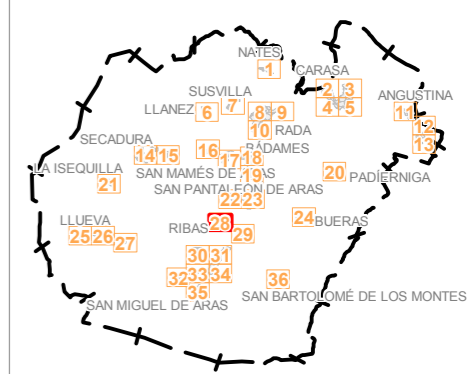 NATES
1
CARASA
2 3
SUSVILLA
ANGUSTINA
LLANEZ 6 7 8 9 4 5 11
10 RADA 12
SECADURA 16 RÁDAMES 13
14 15 17 18
LA ISEQUILLA SAN MAMÉS DE ARAS 19 20 PADIÉRNIGA
21 SAN PANTALEÓN DE ARAS
22 23
LLUEVA RIBAS 28 24 BUERAS
25 26 27 29
30 31
32 33 34 36
35 SAN BARTOLOMÉ DE LOS MONTES
SAN MIGUEL DE ARAS